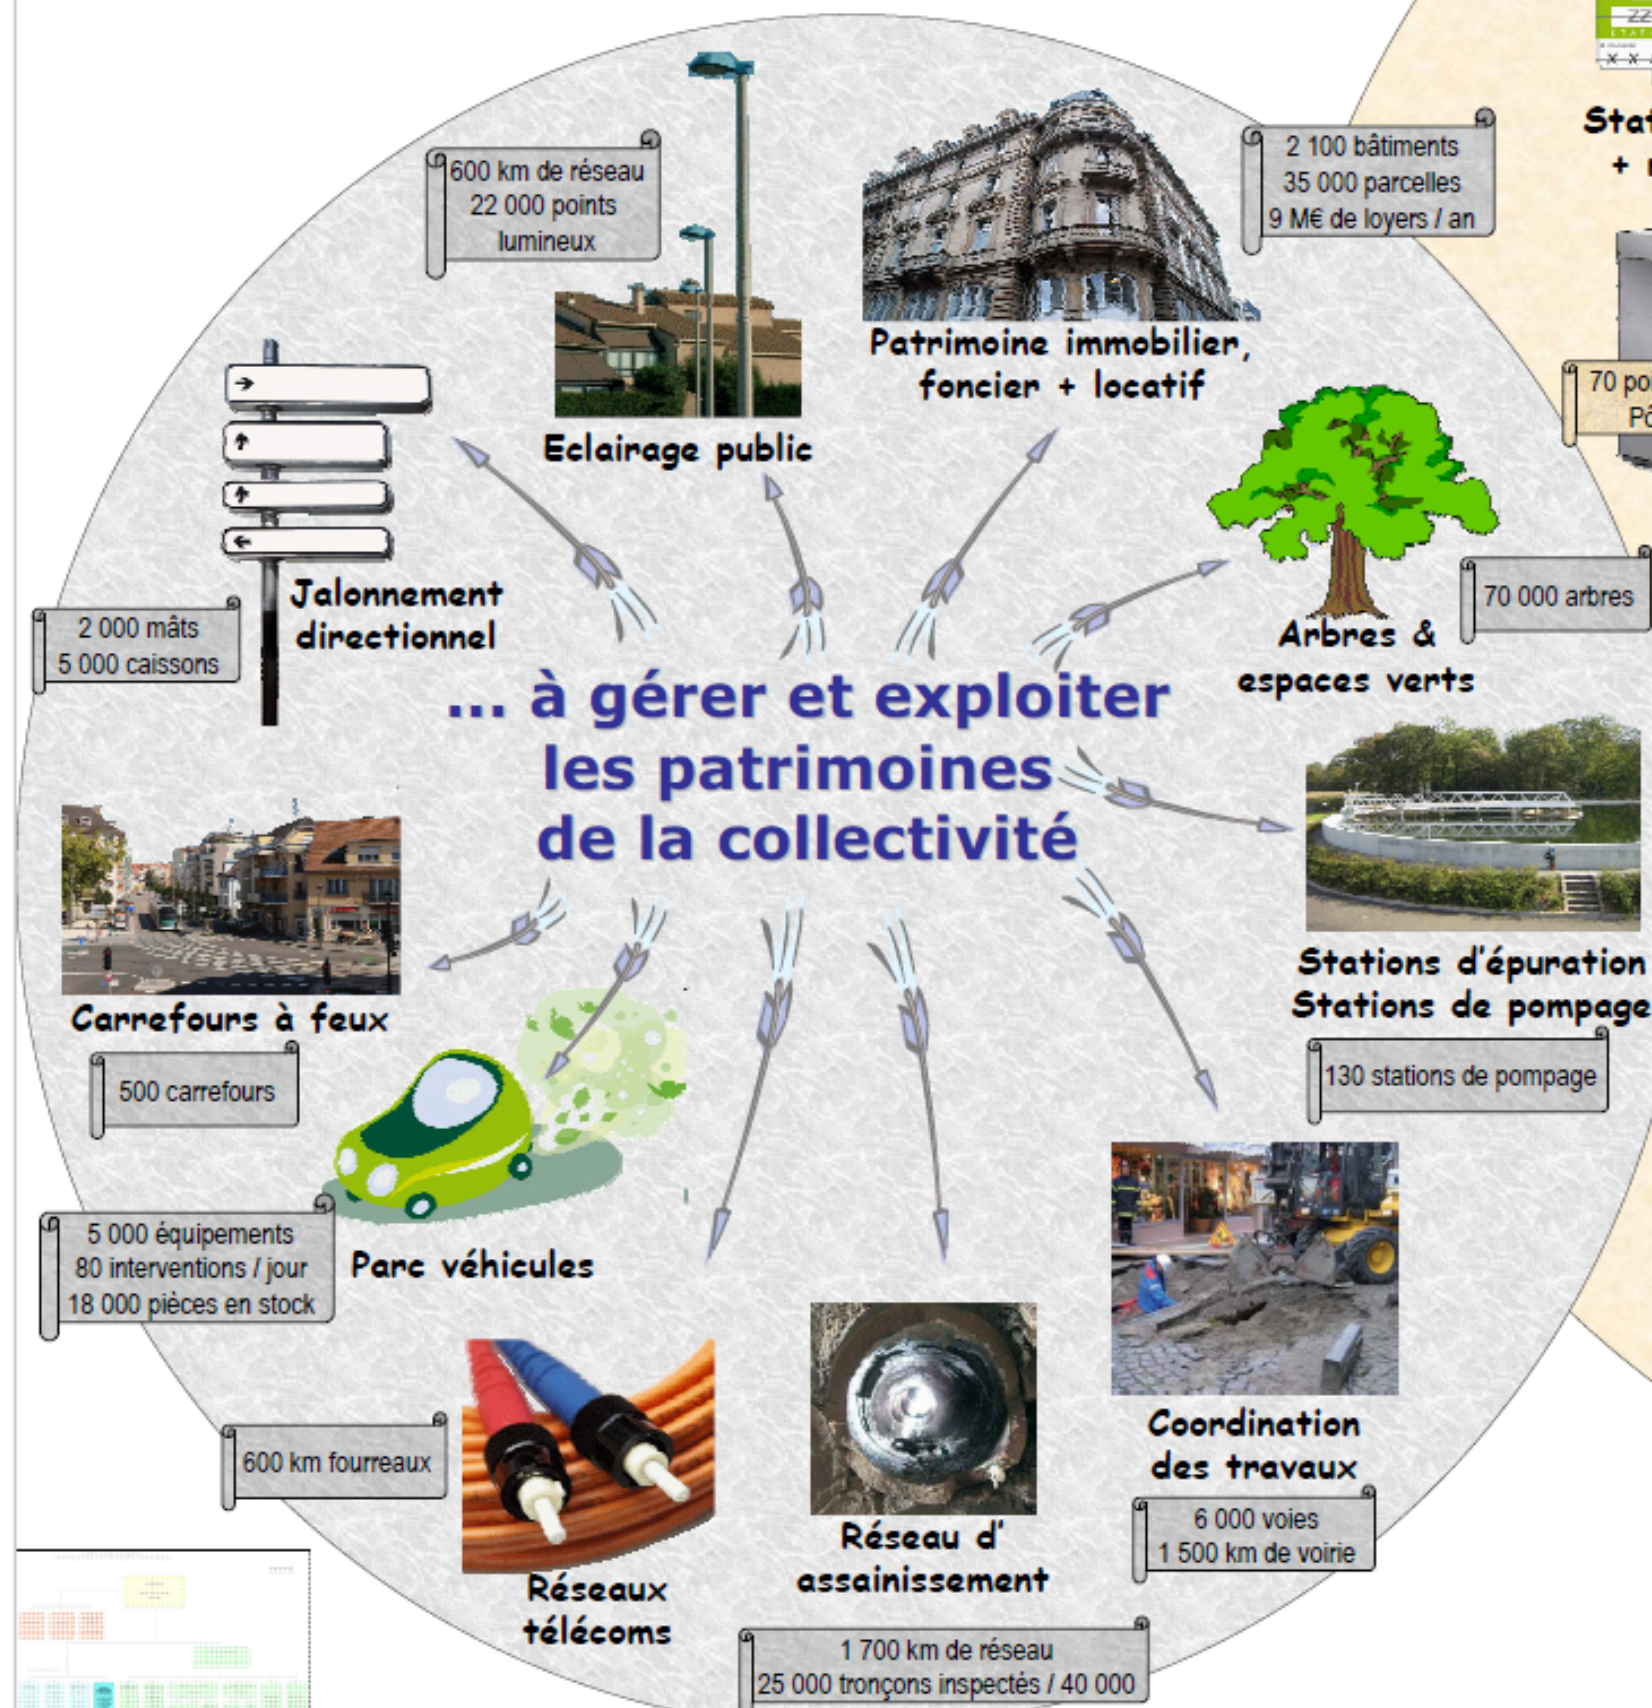 600 km de réseau
22 000 points
lumineux
2 100 bâtiments
35 000 parcelles
9 M€ de loyers / an
Patrimoine immobilier,
foncier + locatif
Eclairage public
Jalonnement
directionnel
2 000 mâts
5 000 caissons
70 000 arbres
Arbres &
espaces verts
... à gérer et exploiter
les patrimoines
de la collectivité
Carrefours à feux
500 carrefours
Stations d'épuration
Stations de pompage
130 stations de pompage
5 000 équipements
80 interventions / jour
18 000 pièces en stock
Parc véhicules
Coordination
des travaux
6 000 voies
1 500 km de voirie
600 km fourreaux
Réseaux
télécoms
Réseau d'
assainissement
1 700 km de réseau
25 000 tronçons inspectés / 40 000
70